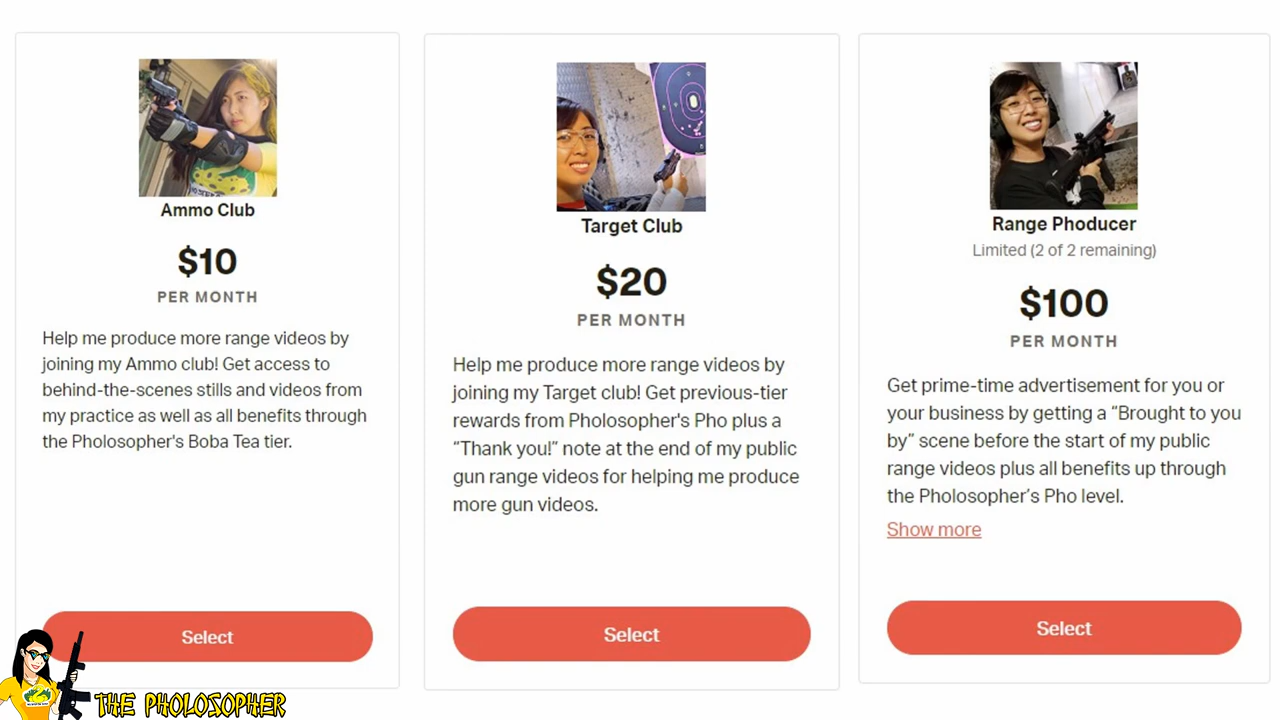 Ammo Club
$10
PER MONTH
Help me produce more range videos by
joining my Ammo club! Get access to
behind-the-scenes stills and videos from
my practice as well as all benefits through
the Pholosopher's Boba Tea tier.
Select
Target Club
$20
PER MONTH
Help me produce more range videos by
joining my Target club! Get previous-tier
rewards from Pholosopher's Pho plus a
“Thank you!” note at the end of my public
gun range videos for helping me produce
more gun videos.
Select
Range Phoducer
Limited (2 of 2 remaining)
$100
PER MONTH
Get prime-time advertisement for you or
your business by getting a “Brought to you
by” scene before the start of my public
range videos plus all benefits up through
the Pholosopher’s Pho level.
Show more
Select
THE PHOLOSOPHER